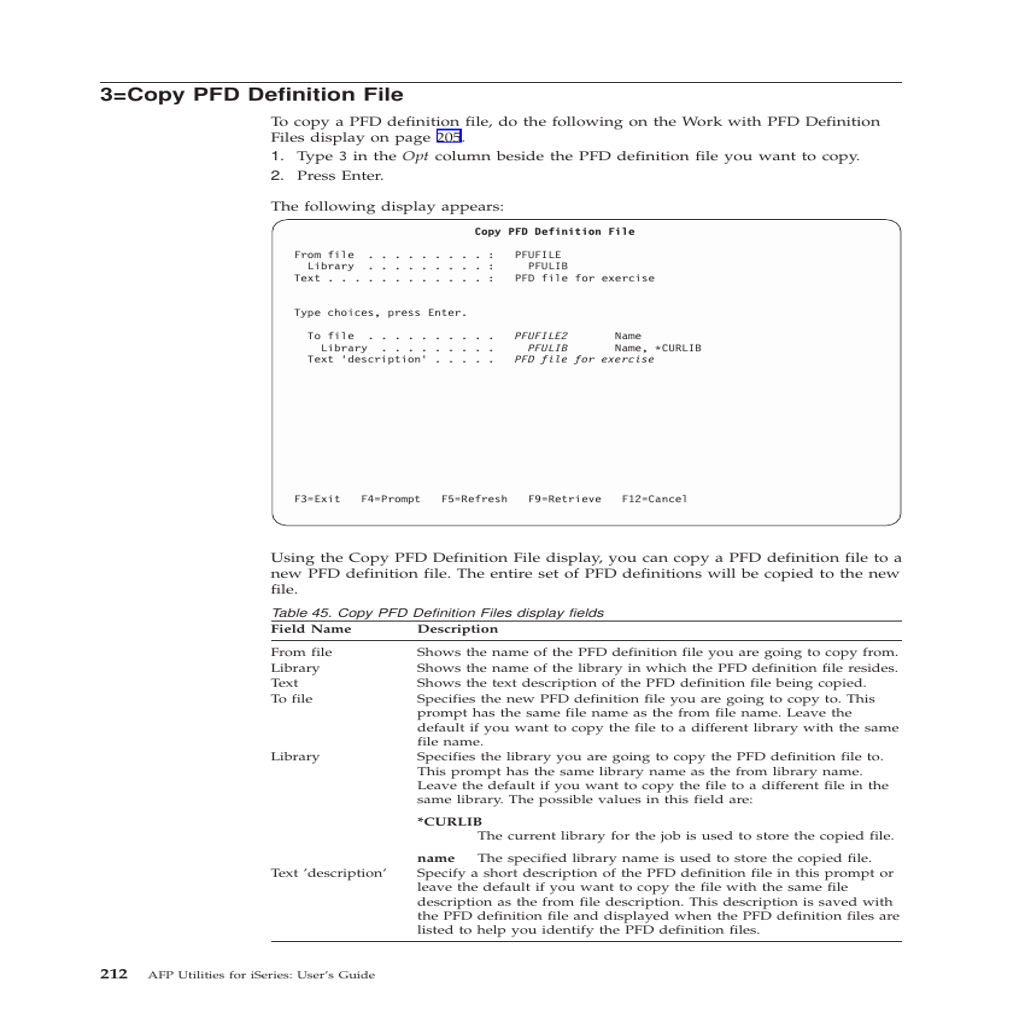 3=Copy PFD Definition File
To copy a PFD definition file, do the following on the Work with PFD Definition
Files display on page 205.
1. Type 3 in the Opt column beside the PFD definition file you want to copy.
2. Press Enter.
The following display appears:
Copy PFD Definition File
From file . . . . . . . . . : PFUFILE
Library . . . . . . . . . : PFULIB
Text . . . . . . . . . . . . : PFD file for exercise
Type choices, press Enter.
To file . . . . . . . . . . PFUFILE2 Name
Library . . . . . . . . . PFULIB Name, *CURLIB
Text 'description' . . . . . PFD file for exercise
F3=Exit F4=Prompt F5=Refresh F9=Retrieve F12=Cancel
Using the Copy PFD Definition File display, you can copy a PFD definition file to a
new PFD definition file. The entire set of PFD definitions will be copied to the new
file.
Table 45. Copy PFD Definition Files display fields
Field Name Description
From file Shows the name of the PFD definition file you are going to copy from.
Library Shows the name of the library in which the PFD definition file resides.
Text Shows the text description of the PFD definition file being copied.
To file Specifies the new PFD definition file you are going to copy to. This
prompt has the same file name as the from file name. Leave the
default if you want to copy the file to a different library with the same
file name.
Library Specifies the library you are going to copy the PFD definition file to.
This prompt has the same library name as the from library name.
Leave the default if you want to copy the file to a different file in the
same library. The possible values in this field are:
*CURLIB
The current library for the job is used to store the copied file.
name The specified library name is used to store the copied file.
Text ’description’ Specify a short description of the PFD definition file in this prompt or
leave the default if you want to copy the file with the same file
description as the from file description. This description is saved with
the PFD definition file and displayed when the PFD definition files are
listed to help you identify the PFD definition files.
212 AFP Utilities for iSeries: User’s Guide